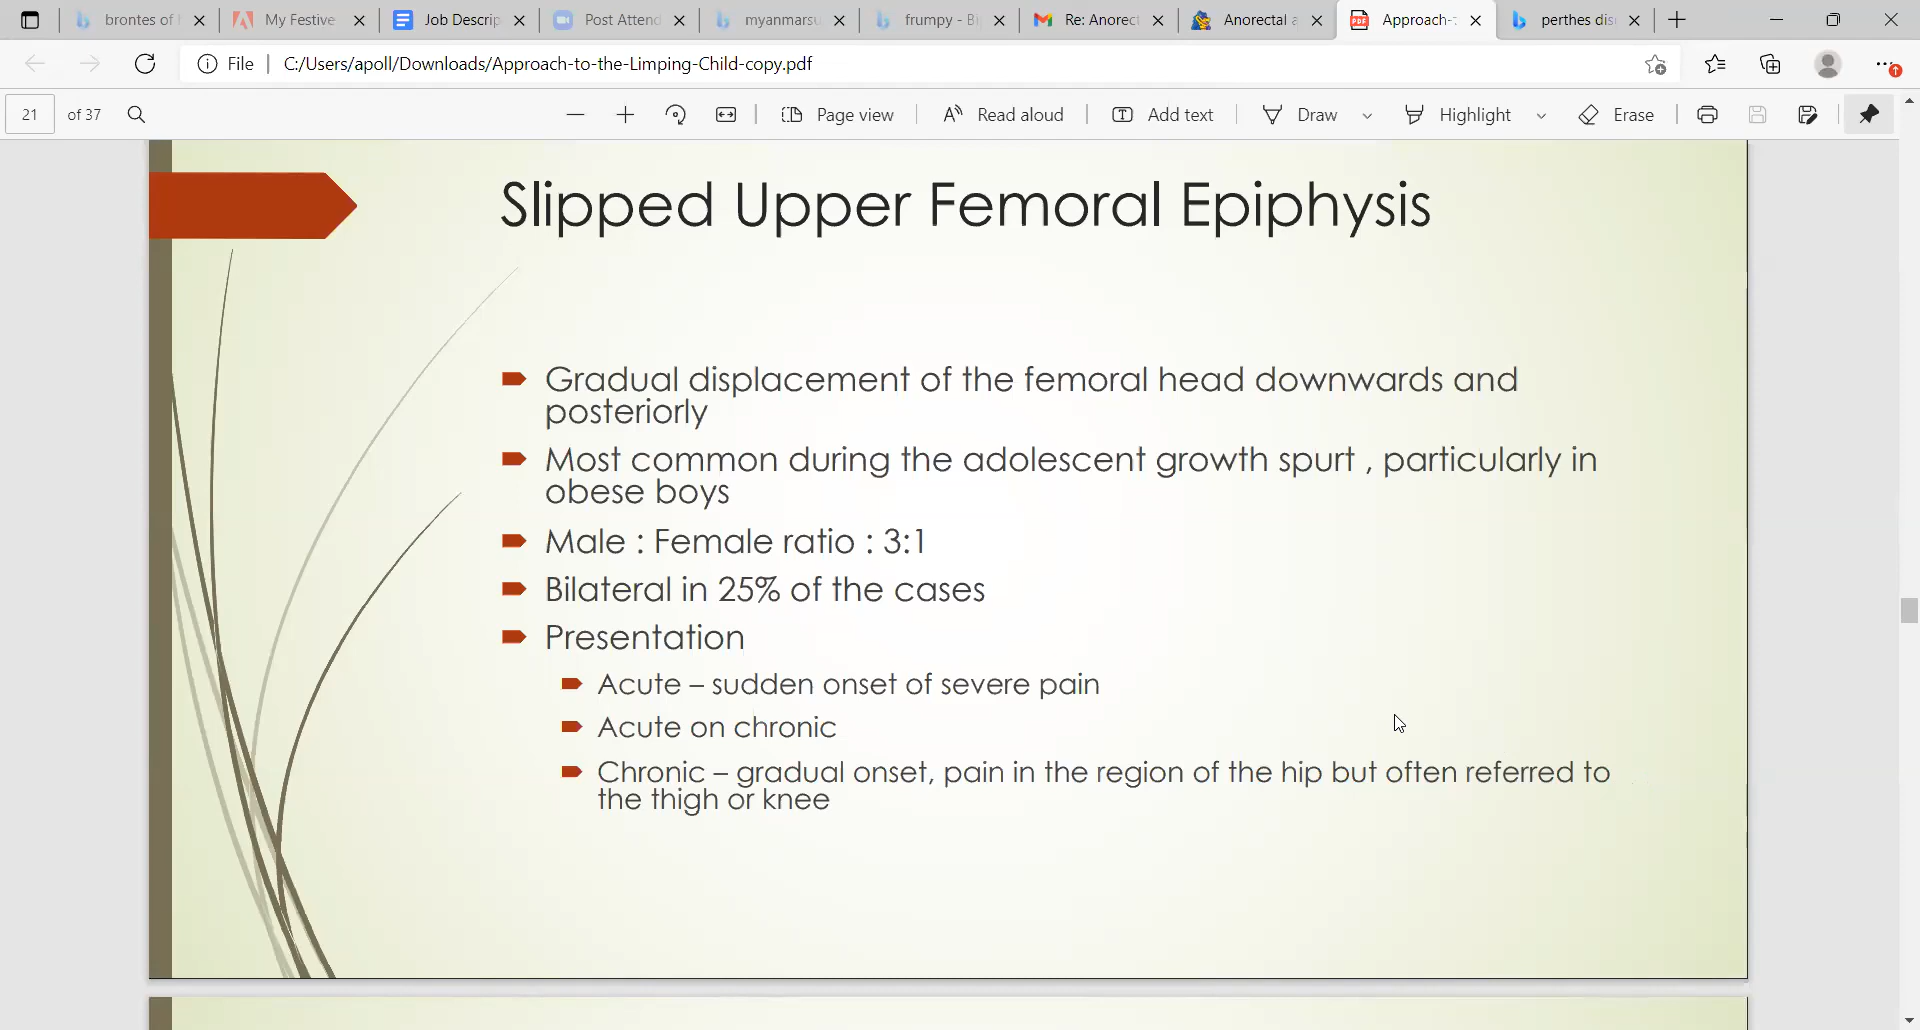 brontes of
My Festive
Job Descrip
Post Attend
myanmarsu
frumpy - Bi
Re: Anorect
Anorectal a
Approach-t
perthes dis
File
C:/Users/apoll/Downloads/Approach-to-the-Limping-Child-copy.pdf
21
of 37
Page view
Read aloud
Add text
Draw
Highlight
Erase
Slipped Upper Femoral Epiphysis
Gradual displacement of the femoral head downwards and
posteriorly
Most common during the adolescent growth spurt , particularly in
obese boys
Male : Female ratio : 3:1
Bilateral in 25% of the cases
Presentation
Acute – sudden onset of severe pain
Acute on chronic
Chronic – gradual onset, pain in the region of the hip but often referred to
the thigh or knee